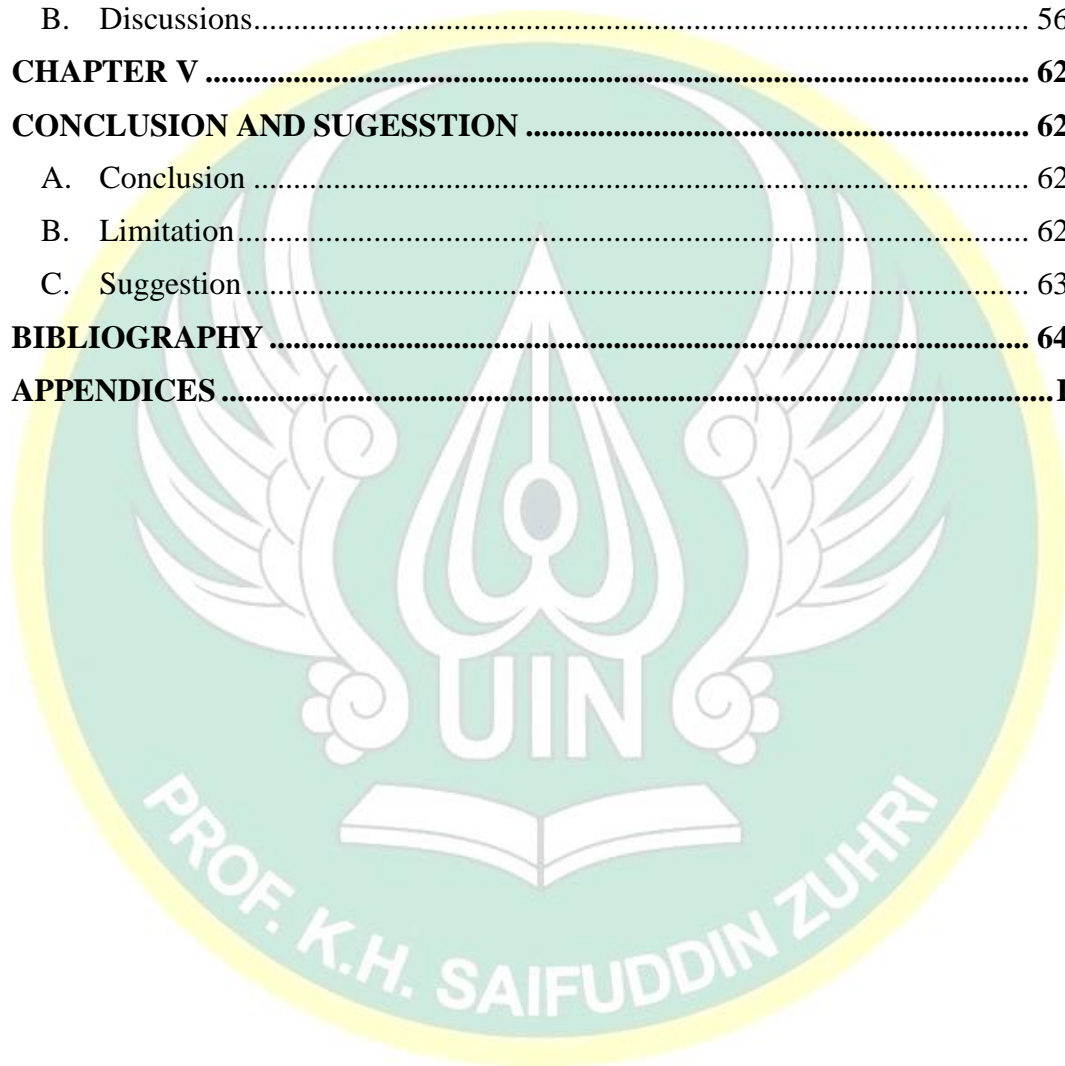 B. Discussions............................................................ 56
CHAPTER V ............................................................ 62
CONCLUSION AND SUGESSTION ............................................................ 62
A. Conclusion ............................................................ 62
B. Limitation............................................................ 62
C. Suggestion............................................................ 63
BIBLIOGRAPHY ............................................................ 64
APPENDICES ............................................................I
UIN
PROF. K.H. SAIFUDDIN ZUHRI